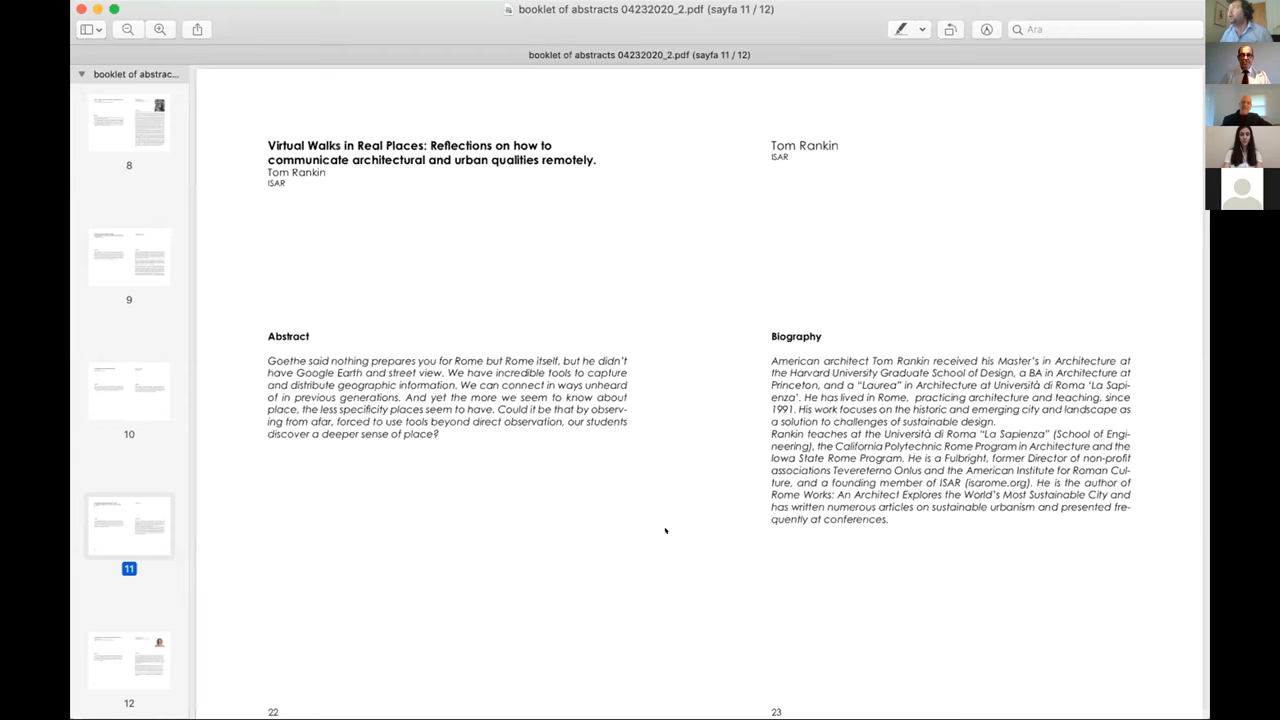 booklet of abstracts 04232020_2.pdf (sayfa 11 / 12)
Ara
booklet of abstracts 04232020_2.pdf (sayfa 11 / 12)
booklet of abstrac...
8
9
10
11
12
Virtual Walks in Real Places: Reflections on how to
communicate architectural and urban qualities remotely.
Tom Rankin
ISAR
Abstract
Goethe said nothing prepares you for Rome but Rome itself, but he didn't
have Google Earth and street view. We have incredible tools to capture
and distribute geographic information. We can connect in ways unheard
of in previous generations. And yet the more we seem to know about
place, the less specificity places seem to have. Could it be that by observ-
ing from afar, forced to use tools beyond direct observation, our students
discover a deeper sense of place?
22
Tom Rankin
ISAR
Biography
American architect Tom Rankin received his Master's in Architecture at
the Harvard University Graduate School of Design, a BA in Architecture at
Princeton, and a "Laurea" in Architecture at Università di Roma 'La Sapi-
enza'. He has lived in Rome, practicing architecture and teaching, since
1991. His work focuses on the historic and emerging city and landscape as
a solution to challenges of sustainable design.
Rankin teaches at the Università di Roma "La Sapienza" (School of Engi-
neering), the California Polytechnic Rome Program in Architecture and the
Iowa State Rome Program. He is a Fulbright, former Director of non-profit
associations Tevereterno Onlus and the American Institute for Roman Cul-
ture, and a founding member of ISAR (isarome.org). He is the author of
Rome Works: An Architect Explores the World's Most Sustainable City and
has written numerous articles on sustainable urbanism and presented fre-
quently at conferences.
23